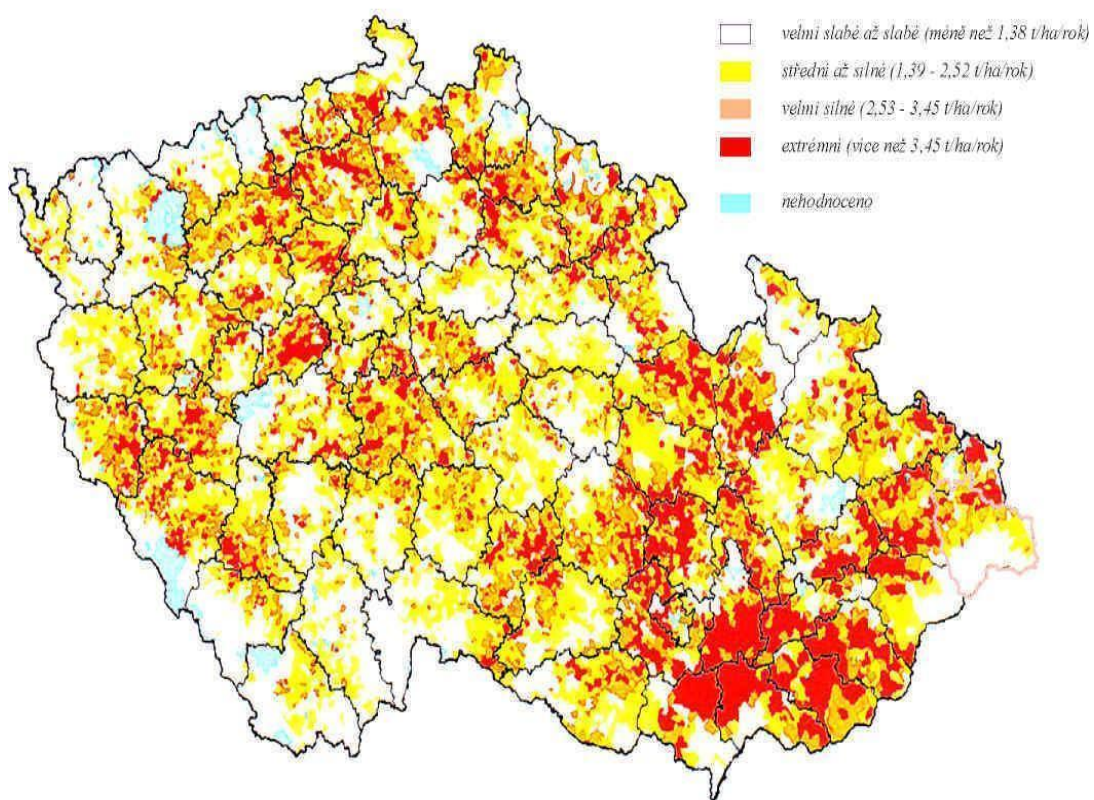 velmi slabé až slabé (méně než 1,38 t/ha/rok)
střední až silné (1,39 - 2,52 t/ha/rok)
velmi silné (2,53 - 3,45 t/ha/rok)
extrémní (více než 3,45 t/ha/rok)
nehodnoceno